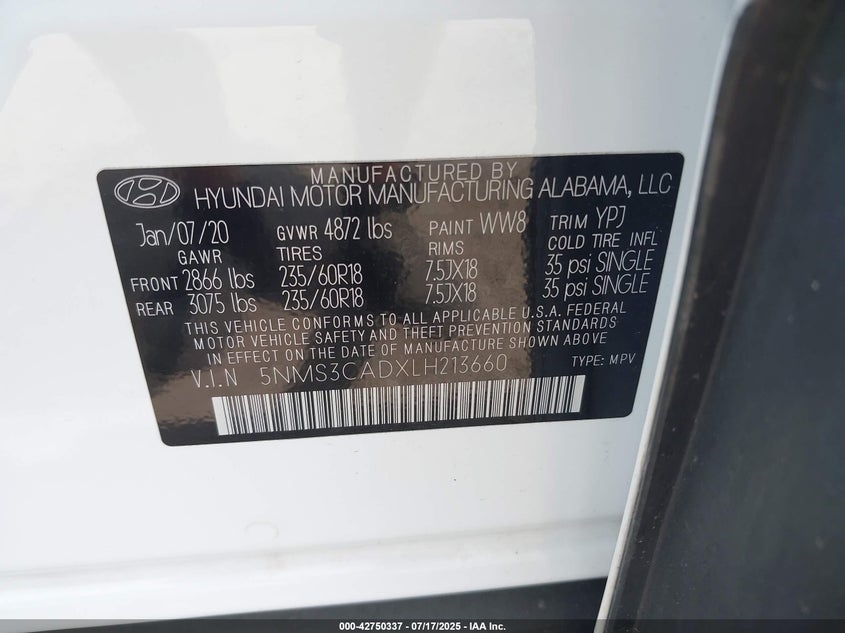 MANUFACTURED BY
HYUNDAI MOTOR MANUFACTURING ALABAMA, LLC
Jan/07/20 GVWR 4872 lbs PAINT WW8 TRIM YPJ
GAWR TIRES RIMS COLD TIRE INFL
FRONT 2866 lbs 235/60R18 7.5JX18 35 psi SINGLE
REAR 3075 lbs 235/60R18 7.5JX18 35 psi SINGLE
THIS VEHICLE CONFORMS TO ALL APPLICABLE U.S.A. FEDERAL
MOTOR VEHICLE SAFETY AND THEFT PREVENTION STANDARDS
IN EFFECT ON THE DATE OF MANUFACTURE SHOWN ABOVE
V.I.N 5NMS3CADXLH213660 TYPE: MPV
000-42750337 - 07/17/2025 - IAA Inc.